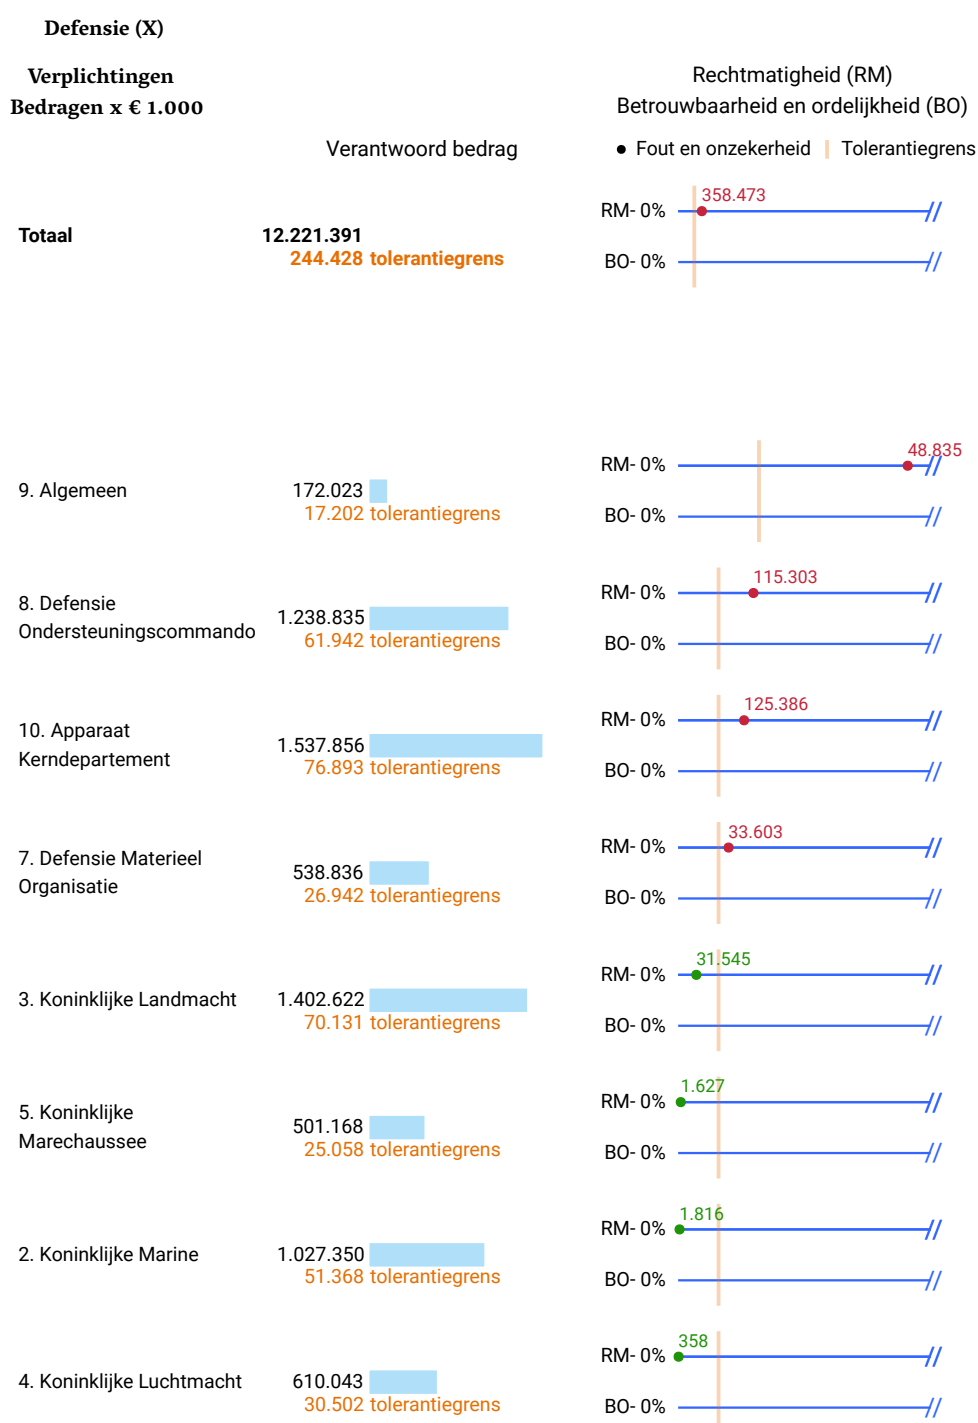 Defensie (X)
Verplichtingen
Bedragen x € 1.000
Rechtmatigheid (RM)
Betrouwbaarheid en ordelijkheid (BO)
Verantwoord bedrag
Fout en onzekerheid
Tolerantiegrens
Totaal
12.221.391
244.428 tolerantiegrens
RM- 0%
358.473
BO- 0%
9. Algemeen
172.023
17.202 tolerantiegrens
RM- 0%
48.835
BO- 0%
8. Defensie
Ondersteuningscommando
1.238.835
61.942 tolerantiegrens
RM- 0%
115.303
BO- 0%
10. Apparaat
Kerndepartement
1.537.856
76.893 tolerantiegrens
RM- 0%
125.386
BO- 0%
7. Defensie Materieel
Organisatie
538.836
26.942 tolerantiegrens
RM- 0%
33.603
BO- 0%
3. Koninklijke Landmacht
1.402.622
70.131 tolerantiegrens
RM- 0%
31.545
BO- 0%
5. Koninklijke
Marechaussee
501.168
25.058 tolerantiegrens
RM- 0%
1.627
BO- 0%
2. Koninklijke Marine
1.027.350
51.368 tolerantiegrens
RM- 0%
1.816
BO- 0%
4. Koninklijke Luchtmacht
610.043
30.502 tolerantiegrens
RM- 0%
358
BO- 0%